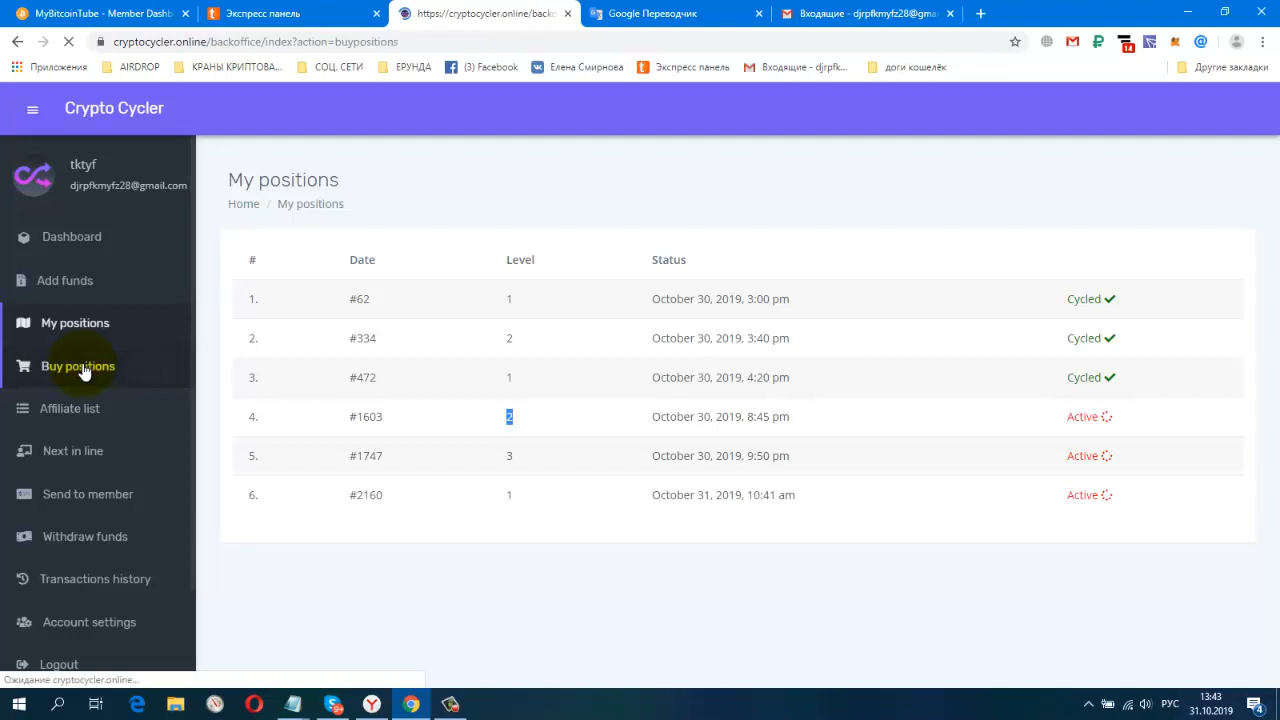 MyBitcoinTube - Member Dashb
Экспресс панель
https://cryptocycler.online/backo
Google Переводчик
Входящие - djrpfkmyfz28@gma
cryptocycler.online/backoffice/index?action=buypositions
14
Приложения
AIRDROP
КРАНЫ КРИПТОВА...
СОЦ. СЕТИ
ЕРУНДА
(3) Facebook
Елена Смирнова
Экспресс панель
Входящие - djrpfk...
доги кошелёк
Другие закладки
Crypto Cycler
tktyf
djrpfkmyfz28@gmail.com
Dashboard
Add funds
My positions
Buy positions
Affiliate list
Next in line
Send to member
Withdraw funds
Transactions history
Account settings
Logout
My positions
Home / My positions
# Date Level Status
1. #62 1 October 30, 2019, 3:00 pm Cycled
2. #334 2 October 30, 2019, 3:40 pm Cycled
3. #472 1 October 30, 2019, 4:20 pm Cycled
4. #1603 2 October 30, 2019, 8:45 pm Active
5. #1747 3 October 30, 2019, 9:50 pm Active
6. #2160 1 October 31, 2019, 10:41 am Active
Ожидание cryptocycler.online...
РУС
13:43
31.10.2019